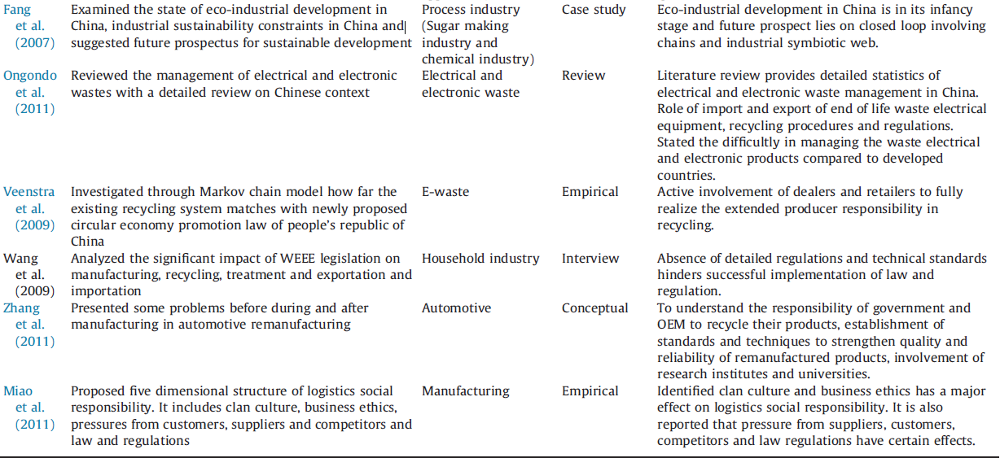 Fang et al. (2007)
Examined the state of eco-industrial development in
China, industrial sustainability constraints in China and
suggested future prospectus for sustainable development
Process industry
(Sugar making
industry and
chemical industry)
Case study
Eco-industrial development in China is in its infancy
stage and future prospect lies on closed loop involving
chains and industrial symbiotic web.
Ongondo
et al.
(2011)
Reviewed the management of electrical and electronic
wastes with a detailed review on Chinese context
Electrical and
electronic waste
Review
Literature review provides detailed statistics of
electrical and electronic waste management in China.
Role of import and export of end of life waste electrical
equipment, recycling procedures and regulations.
Stated the difficultly in managing the waste electrical
and electronic products compared to developed
countries.
Veenstra
et al.
(2009)
Investigated through Markov chain model how far the
existing recycling system matches with newly proposed
circular economy promotion law of people's republic of
China
E-waste
Empirical
Active involvement of dealers and retailers to fully
realize the extended producer responsibility in
recycling.
Wang
et al.
(2009)
Analyzed the significant impact of WEEE legislation on
manufacturing, recycling, treatment and exportation and
importation
Household industry
Interview
Absence of detailed regulations and technical standards
hinders successful implementation of law and
regulation.
Zhang
et al.
(2011)
Presented some problems before during and after
manufacturing in automotive remanufacturing
Automotive
Conceptual
To understand the responsibility of government and
OEM to recycle their products, establishment of
standards and techniques to strengthen quality and
reliability of remanufactured products, involvement of
research institutes and universities.
Miao
et al.
(2011)
Proposed five dimensional structure of logistics social
responsibility. It includes clan culture, business ethics,
pressures from customers, suppliers and competitors and
law and regulations
Manufacturing
Empirical
Identified clan culture and business ethics has a major
effect on logistics social responsibility. It is also
reported that pressure from suppliers, customers,
competitors and law regulations have certain effects.